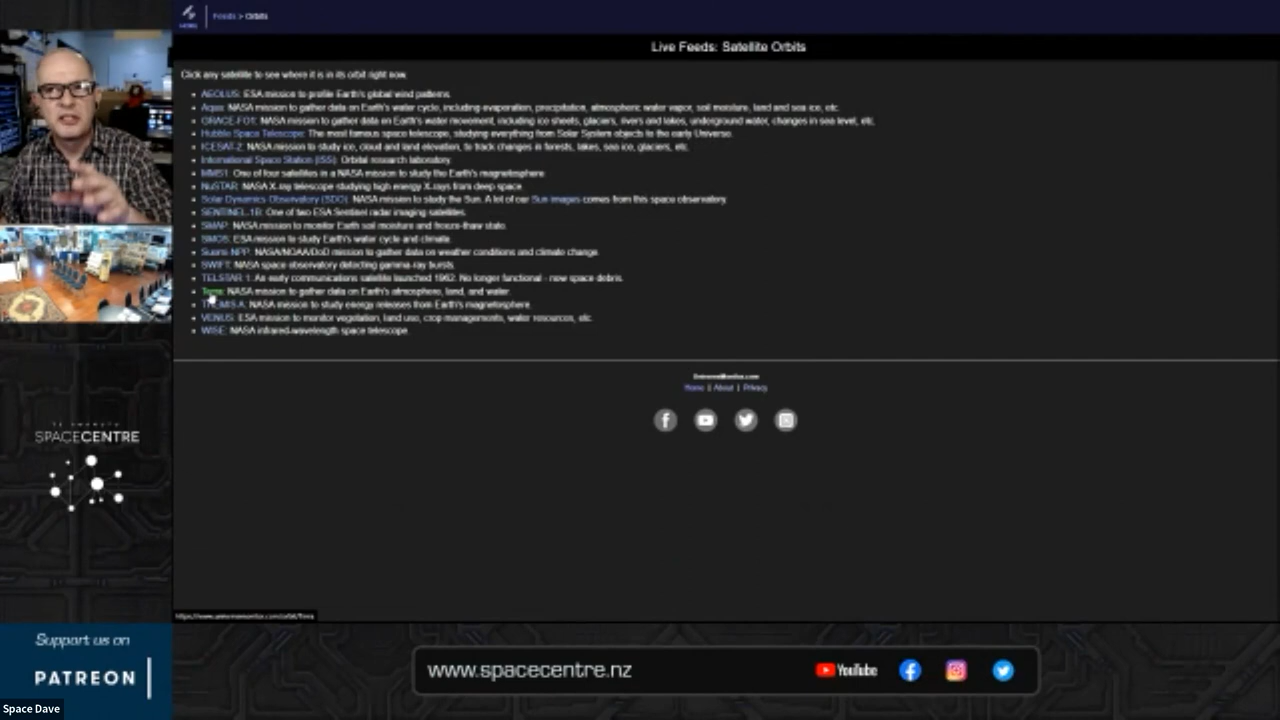 HOME
Feeds > Orbits
Live Feeds: Satellite Orbits
Click any satellite to see where it is in its orbit right now.
AEOLUS: ESA mission to profile Earth's global wind patterns.
Aqua: NASA mission to gather data on Earth's water cycle, including evaporation, precipitation, atmospheric water vapor, soil moisture, land and sea ice, etc.
GRACE-FO1: NASA mission to gather data on Earth's water movement, including ice sheets, glaciers, rivers and lakes, underground water, changes in sea level, etc.
Hubble Space Telescope: The most famous space telescope, studying everything from Solar System objects to the early Universe.
ICESAT-2: NASA mission to study ice, cloud and land elevation, to track changes in forests, lakes, sea ice, glaciers, etc.
International Space Station (ISS): Orbital research laboratory.
MMS1: One of four satellites in a NASA mission to study the Earth's magnetosphere
NuSTAR: NASA X-ray telescope studying high energy X-rays from deep space.
Solar Dynamics Observatory (SDO): NASA mission to study the Sun. A lot of our Sun images comes from this space observatory.
SENTINEL-1B: One of two ESA Sentinel radar imaging satellites.
SMAP: NASA mission to monitor Earth soil moisture and freeze-thaw state.
SMOS: ESA mission to study Earth's water cycle and climate.
Suomi NPP: NASA/NOAA/DoD mission to gather data on weather conditions and climate change.
SWIFT: NASA space observatory detecting gamma-ray bursts.
TELSTAR 1: An early communications satellite launched 1962. No longer functional - now space debris.
Terra: NASA mission to gather data on Earth's atmosphere, land, and water.
THEMIS A: NASA mission to study energy releases from Earth's magnetosphere.
VENUS: ESA mission to monitor vegetation, land use, crop managements, water resources, etc.
WISE: NASA infrared-wavelength space telescope.
UniverseMonitor.com
Home | About | Privacy
https://www.universemonitor.com/orbit/Terra
SPACECENTRE
Support us on
PATREON
Space Dave
www.spacecentre.nz
YouTube